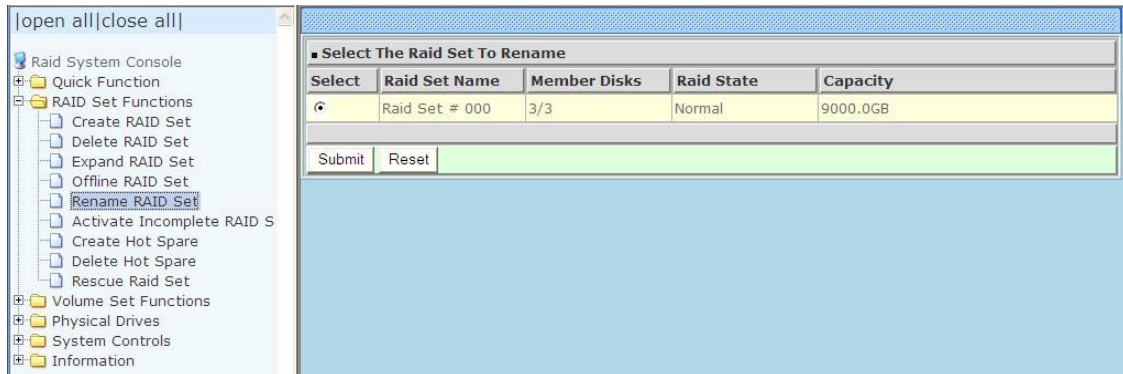 |open all|close all|
Raid System Console
Quick Function
RAID Set Functions
Create RAID Set
Delete RAID Set
Expand RAID Set
Offline RAID Set
Rename RAID Set
Activate Incomplete RAID S
Create Hot Spare
Delete Hot Spare
Rescue Raid Set
Volume Set Functions
Physical Drives
System Controls
Information
Select The Raid Set To Rename
Select Raid Set Name Member Disks Raid State Capacity
Raid Set # 000 3/3 Normal 9000.0GB
Submit Reset